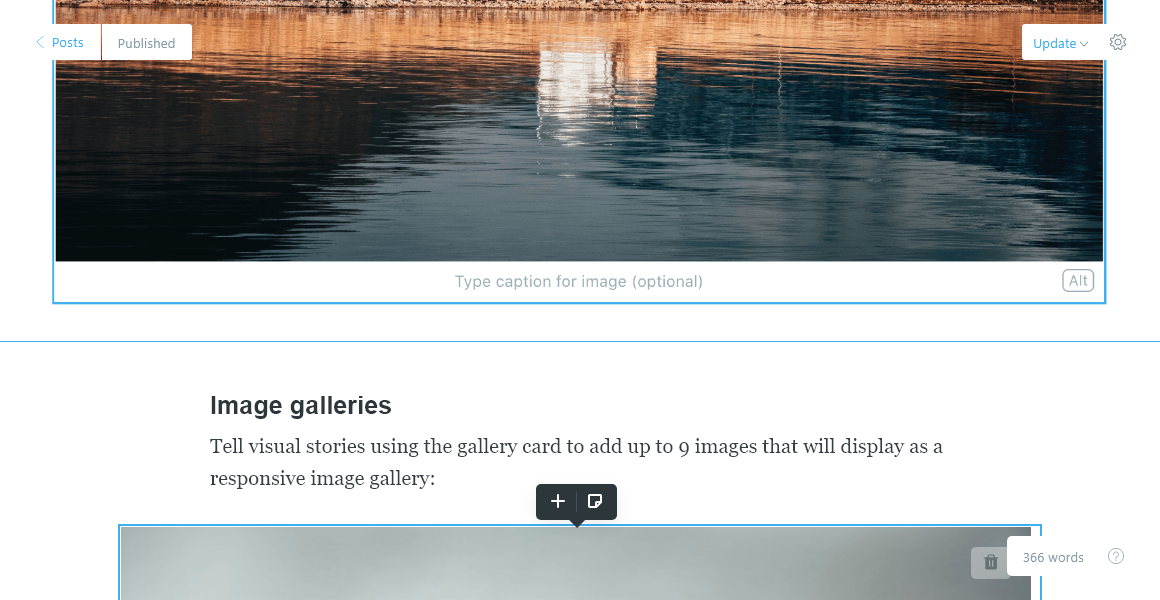 Posts
Published
Update
Type caption for image (optional)
Alt
Image galleries
Tell visual stories using the gallery card to add up to 9 images that will display as a
responsive image gallery:
366 words
?